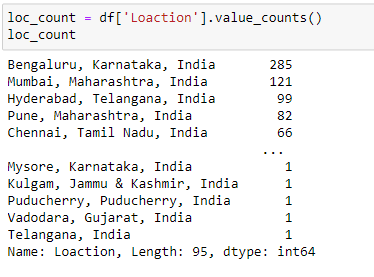 loc_count = df['Loaction'].value_counts()
loc_count
Bengaluru, Karnataka, India 285
Mumbai, Maharashtra, India 121
Hyderabad, Telangana, India 99
Pune, Maharashtra, India 82
Chennai, Tamil Nadu, India 66
...
Mysore, Karnataka, India 1
Kulgam, Jammu & Kashmir, India 1
Puducherry, Puducherry, India 1
Vadodara, Gujarat, India 1
Telangana, India 1
Name: Loaction, Length: 95, dtype: int64